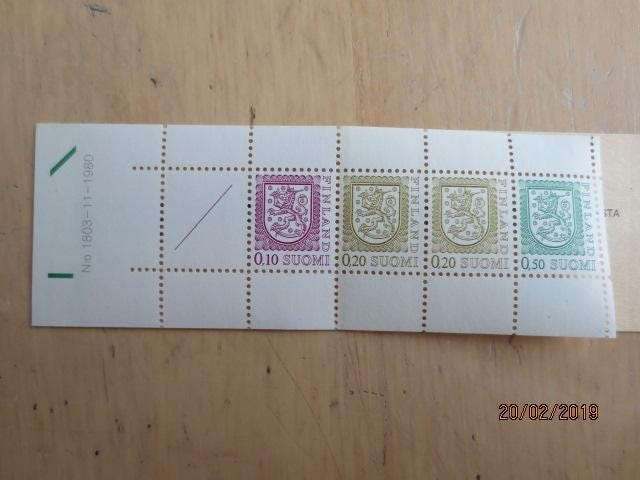 No 1803-11-1980
FINLAND
0.10 SUOMI
FINLAND
0.20 SUOMI
FINLAND
0.20 SUOMI
FINLAND
0.50 SUOMI
STA
20/02/2019